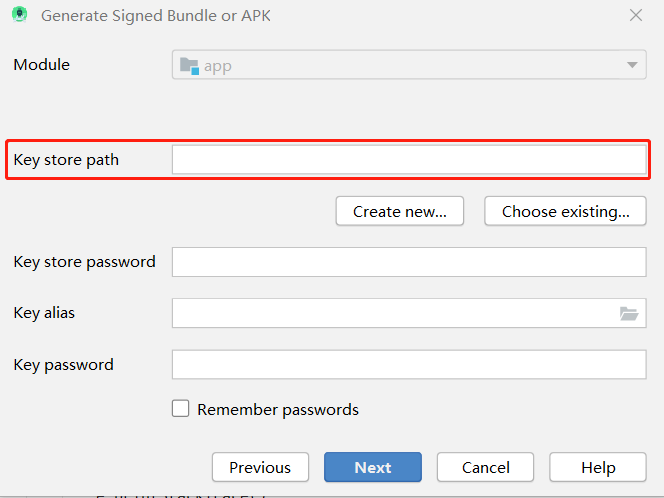 Generate Signed Bundle or APK
Module
app
Key store path
Create new...
Choose existing...
Key store password
Key alias
Key password
Remember passwords
Previous
Next
Cancel
Help